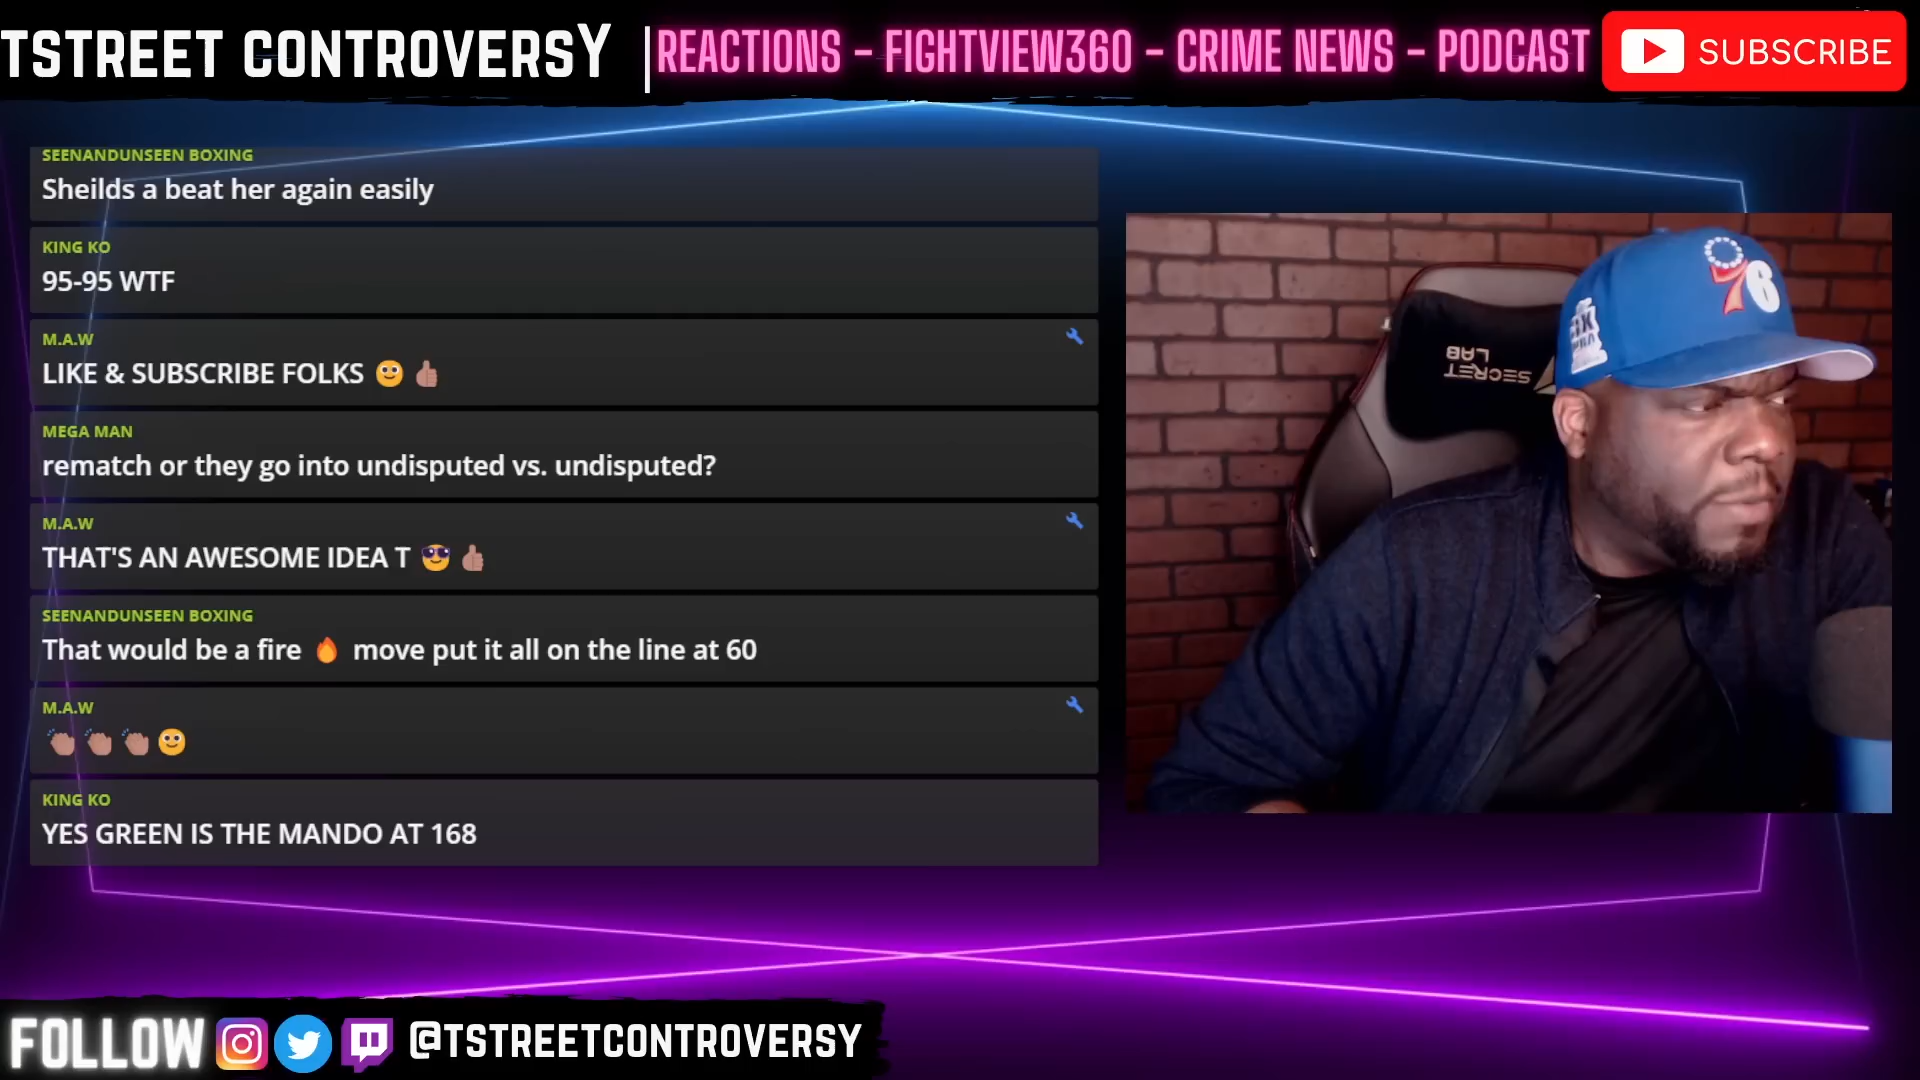 TSTREET CONTROVERSY | REACTIONS - FIGHTVIEW360 - CRIME NEWS - PODCAST SUBSCRIBE
SEENANDUNSEEN BOXING
Sheilds a beat her again easily
KING KO
95-95 WTF
M.A.W
LIKE & SUBSCRIBE FOLKS 🙂 👍🏽
MEGA MAN
rematch or they go into undisputed vs. undisputed?
M.A.W
THAT'S AN AWESOME IDEA T 😎 👍🏽
SEENANDUNSEEN BOXING
That would be a fire 🔥 move put it all on the line at 60
M.A.W
👏🏽 👏🏽 👏🏽 🙂
KING KO
YES GREEN IS THE MANDO AT 168
76
SECRET
LAB
FOLLOW @TSTREETCONTROVERSY